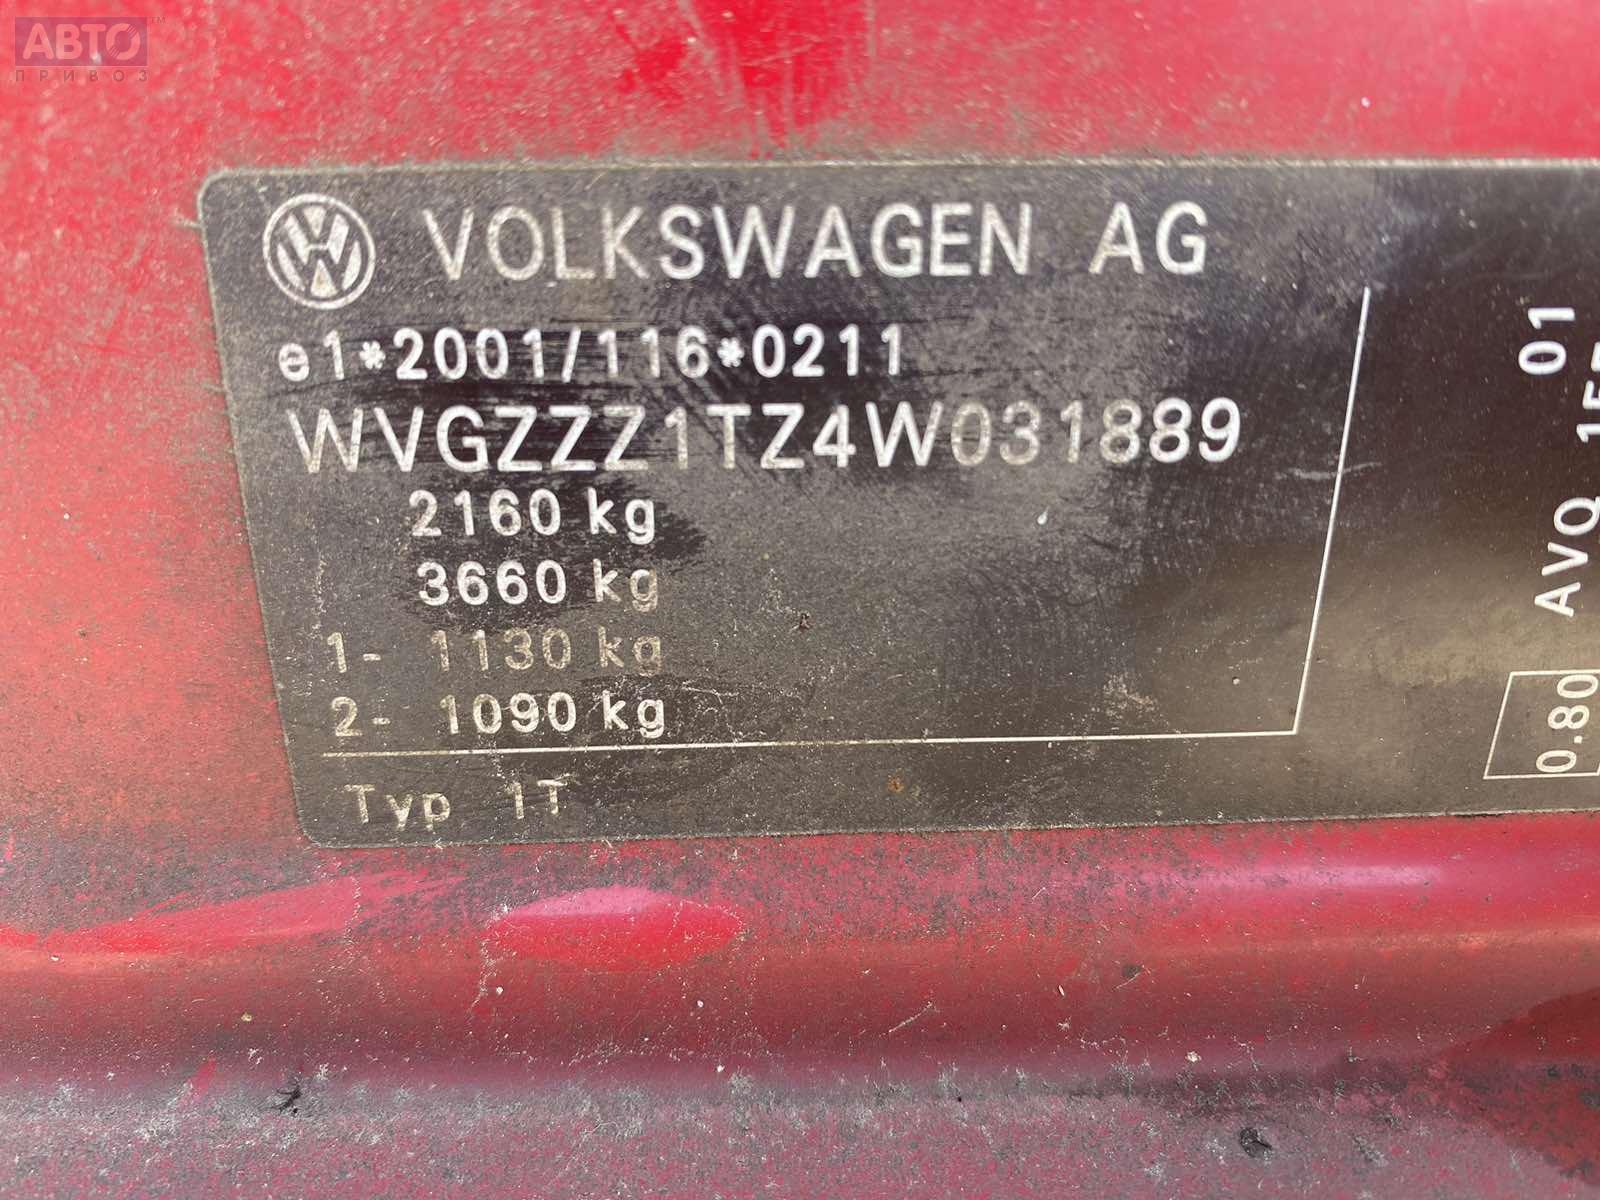 АВТО
ПРИВОЗ
VOLKSWAGEN AG
e1*2001/116*0211
WVGZZZ1TZ4W031889
2160 kg
3660 kg
1- 1130 kg
2- 1090 kg
Typ 1T
01
AVQ
0.80